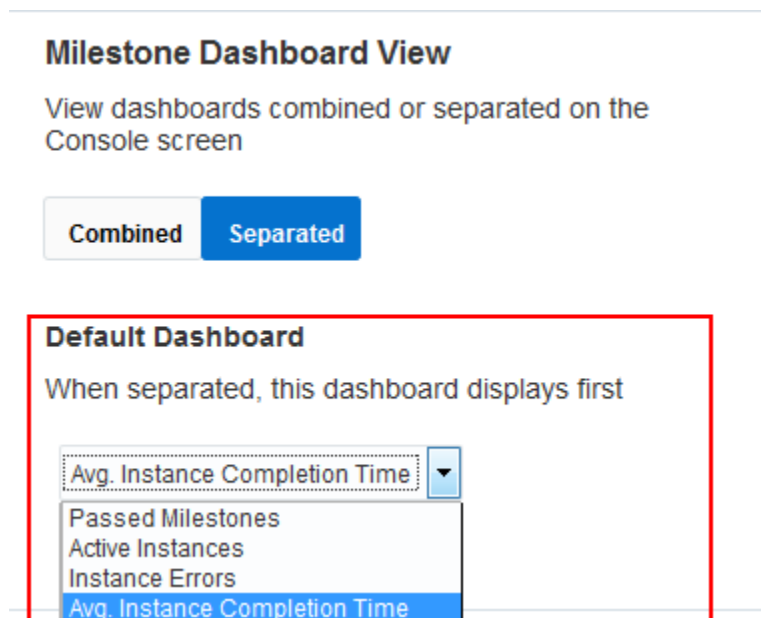 Milestone Dashboard View
View dashboards combined or separated on the
Console screen
Combined Separated
Default Dashboard
When separated, this dashboard displays first
Avg. Instance Completion Time
Passed Milestones
Active Instances
Instance Errors
Avg. Instance Completion Time